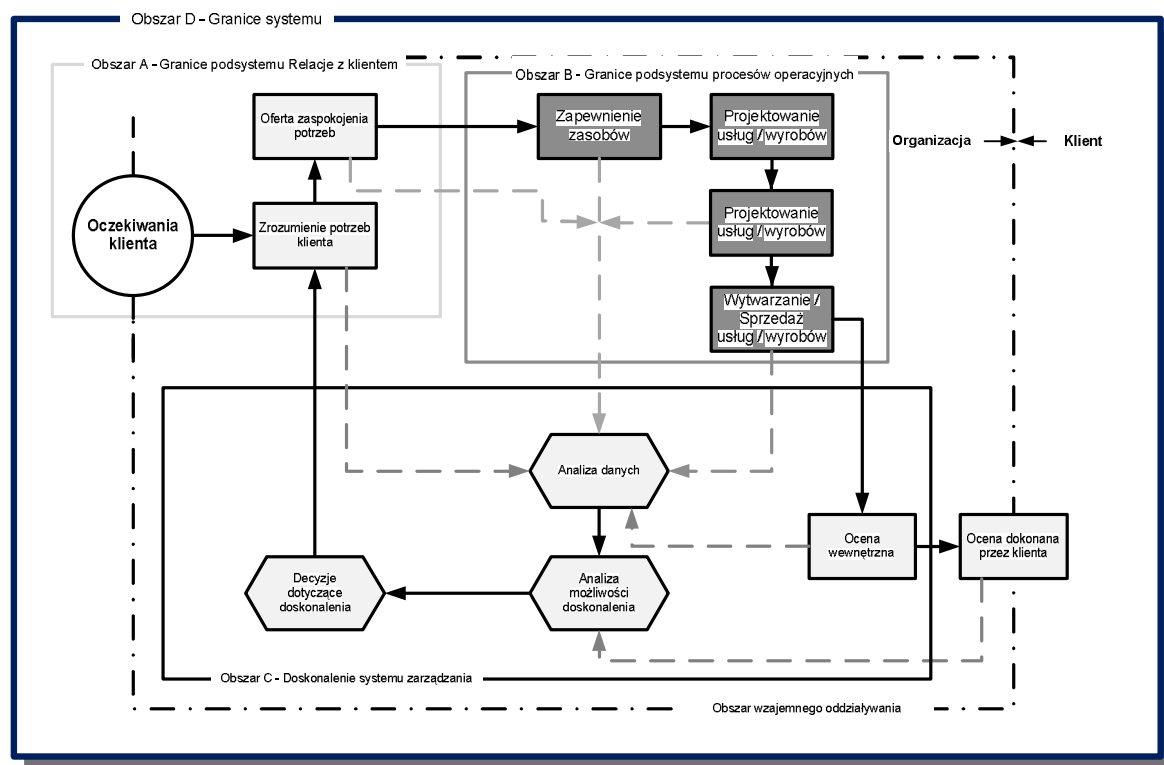 Obszar D – Granice systemu
Obszar A - Granice podsystemu Relacje z klientem
Obszar B - Granice podsystemu procesów operacyjnych
Oferta zaspokojenia
potrzeb
Zapewnienie
zasobów
Projektowanie
usług / wyrobów
Organizacja
Klient
Oczekiwania
klienta
Zrozumienie potrzeb
klienta
Projektowanie
usług / wyrobów
Wytwarzanie /
Sprzedaż
usług / wyrobów
Analiza danych
Ocena
wewnętrzna
Ocena dokonana
przez klienta
Decyzje
dotyczące
doskonalenia
Analiza
możliwości
doskonalenia
Obszar C - Doskonalenie systemu zarządzania
Obszar wzajemnego oddziaływania